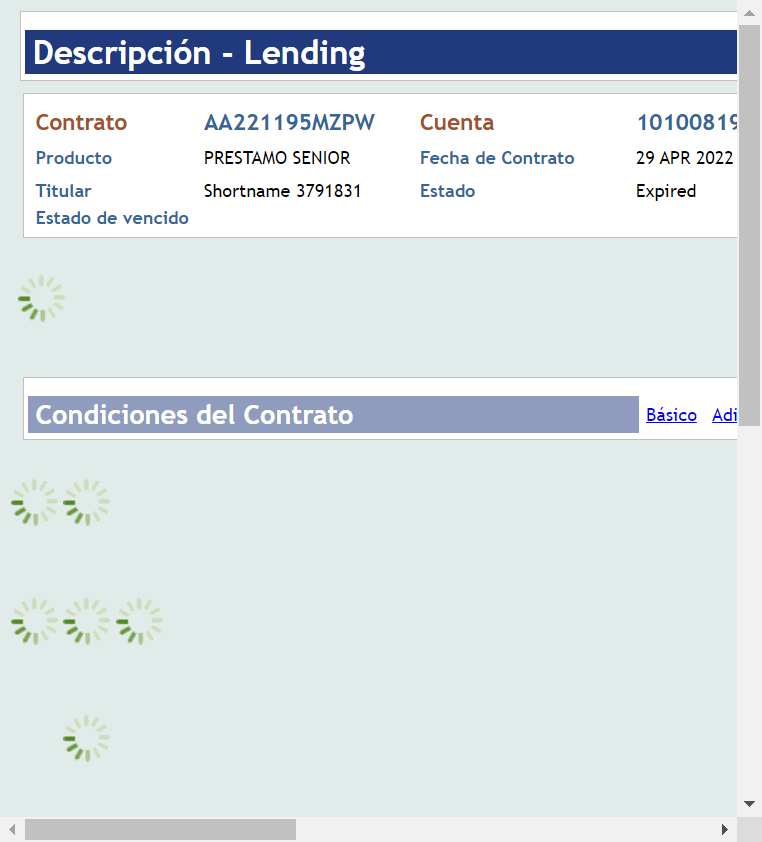 Descripción - Lending
Contrato AA221195MZPW Cuenta 10100819
Producto PRESTAMO SENIOR Fecha de Contrato 29 APR 2022
Titular Shortname 3791831 Estado Expired
Estado de vencido
Condiciones del Contrato Básico Adi